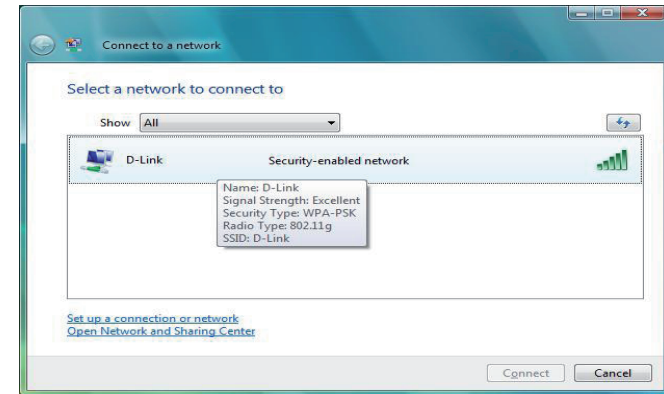 Connect to a network
Select a network to connect to
Show All
D-Link Security-enabled network
Name: D-Link
Signal Strength: Excellent
Security Type: WPA-PSK
Radio Type: 802.11g
SSID: D-Link
Set up a connection or network
Open Network and Sharing Center
Connect Cancel